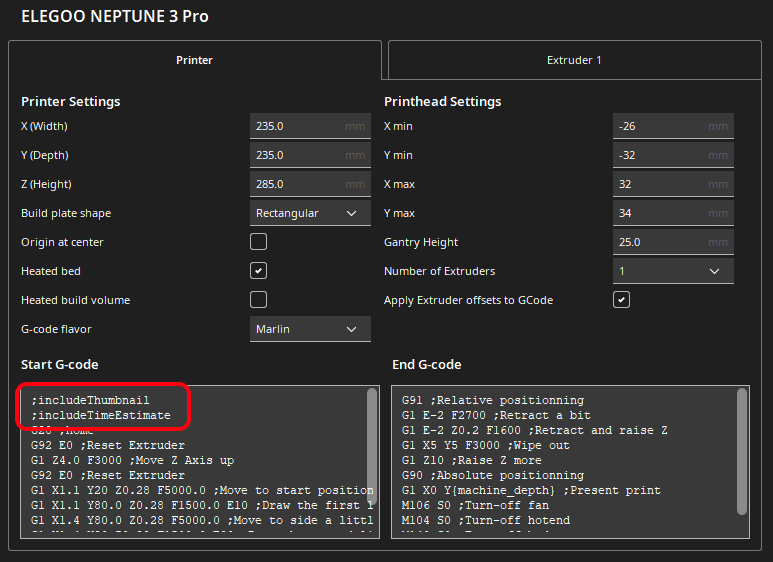 ELEGOO NEPTUNE 3 Pro
Printer
Extruder 1
Printer Settings
X (Width) 235.0 mm
Y (Depth) 235.0 mm
Z (Height) 285.0 mm
Build plate shape Rectangular
Origin at center
Heated bed
Heated build volume
G-code flavor Marlin
Printhead Settings
X min -26 mm
Y min -32 mm
X max 32 mm
Y max 34 mm
Gantry Height 25.0 mm
Number of Extruders 1
Apply Extruder offsets to GCode
Start G-code
;includeThumbnail
;includeTimeEstimate
G28 ;home
G92 E0 ;Reset Extruder
G1 Z4.0 F3000 ;Move Z Axis up
G92 E0 ;Reset Extruder
G1 X1.1 Y20 Z0.28 F5000.0 ;Move to start position
G1 X1.1 Y80.0 Z0.28 F1500.0 E10 ;Draw the first l
G1 X1.4 Y80.0 Z0.28 F5000.0 ;Move to side a littl
End G-code
G91 ;Relative positionning
G1 E-2 F2700 ;Retract a bit
G1 E-2 Z0.2 F1600 ;Retract and raise Z
G1 X5 Y5 F3000 ;Wipe out
G1 Z10 ;Raise Z more
G90 ;Absolute positionning
G1 X0 Y{machine_depth} ;Present print
M106 S0 ;Turn-off fan
M104 S0 ;Turn-off hotend